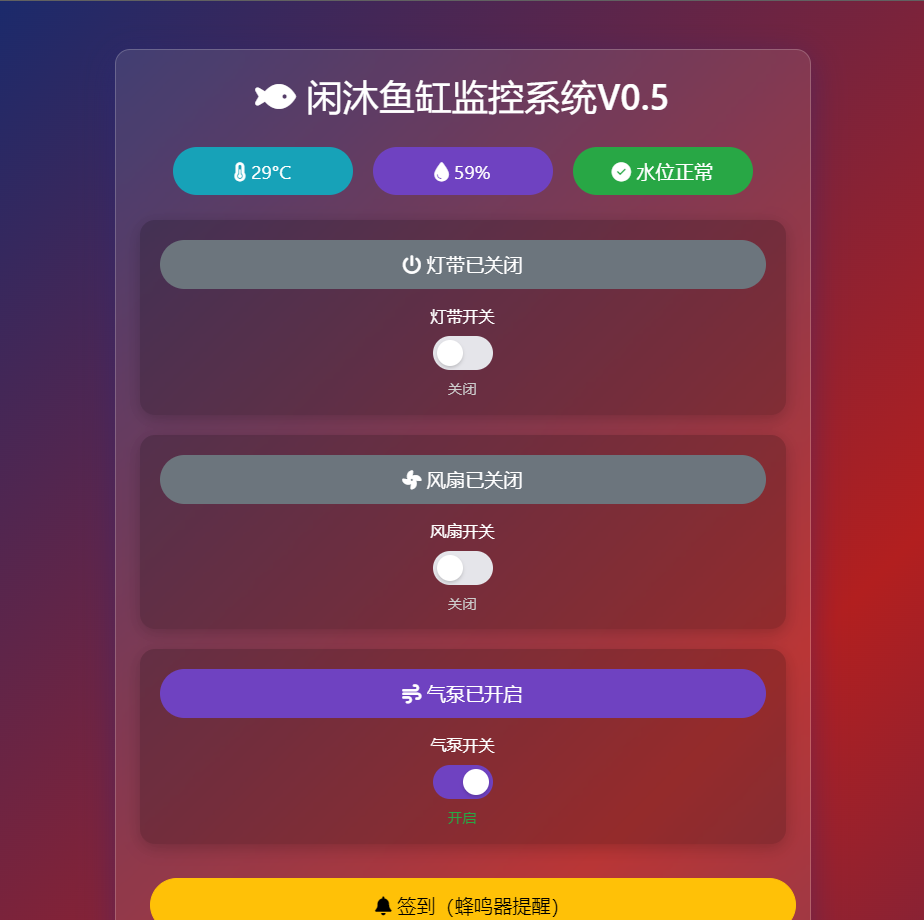 闲沐鱼缸监控系统V0.5
29°C
59%
水位正常
灯带已关闭
灯带开关
关闭
风扇已关闭
风扇开关
关闭
气泵已开启
气泵开关
开启
签到（蜂鸣器提醒）